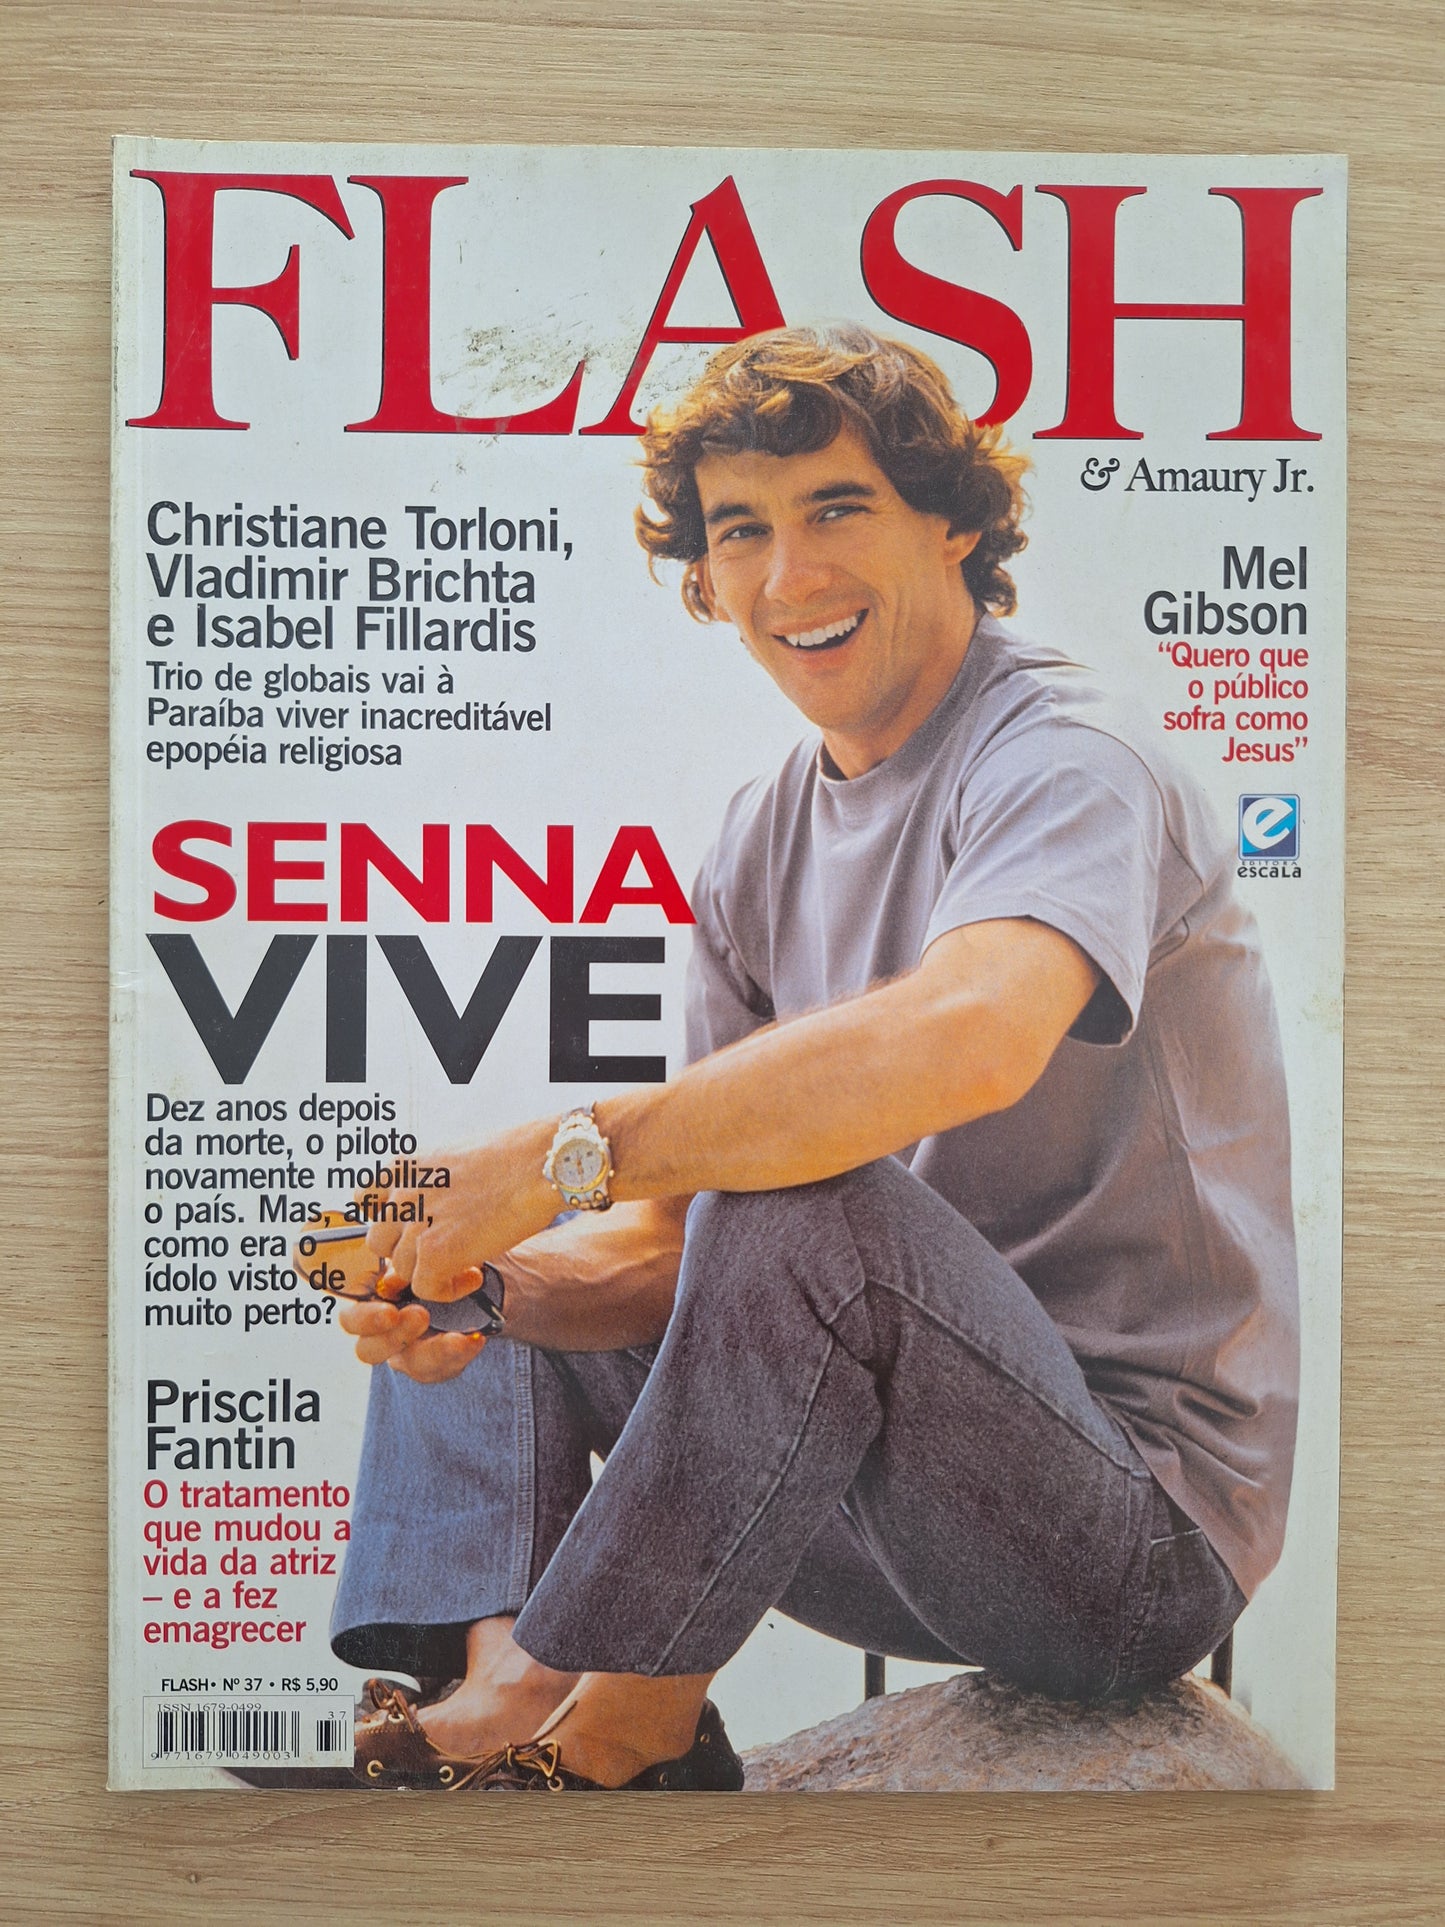 FLASH
& Amaury Jr.
Christiane Torloni,
Vladimir Brichta
e Isabel Fillardis
Trio de globais vai à
Paraíba viver inacreditável
epopéia religiosa
Mel
Gibson
“Quero que
o público
sofra como
Jesus”
e
EDITORA
escala
SENNA
VIVE
Dez anos depois
da morte, o piloto
novamente mobiliza
o país. Mas, afinal,
como era o
ídolo visto de
muito perto?
Priscila
Fantin
O tratamento
que mudou a
vida da atriz
– e a fez
emagrecer
FLASH • Nº 37 • R$ 5,90
ISSN 1679-0499
37
9 771679 049003